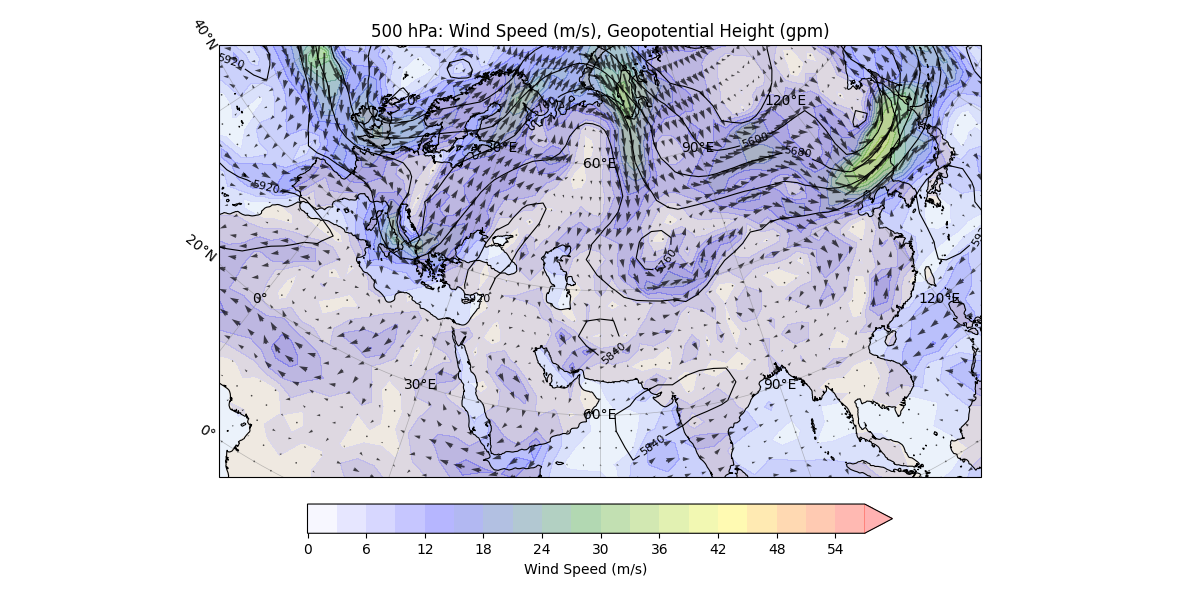 500 hPa: Wind Speed (m/s), Geopotential Height (gpm)
40°N
5920
0°
120°E
30°E
60°E
90°E
5600
5680
5920
20°N
5760
0°
5920
120°E
5840
30°E
90°E
60°E
0°
5840
0 6 12 18 24 30 36 42 48 54
Wind Speed (m/s)